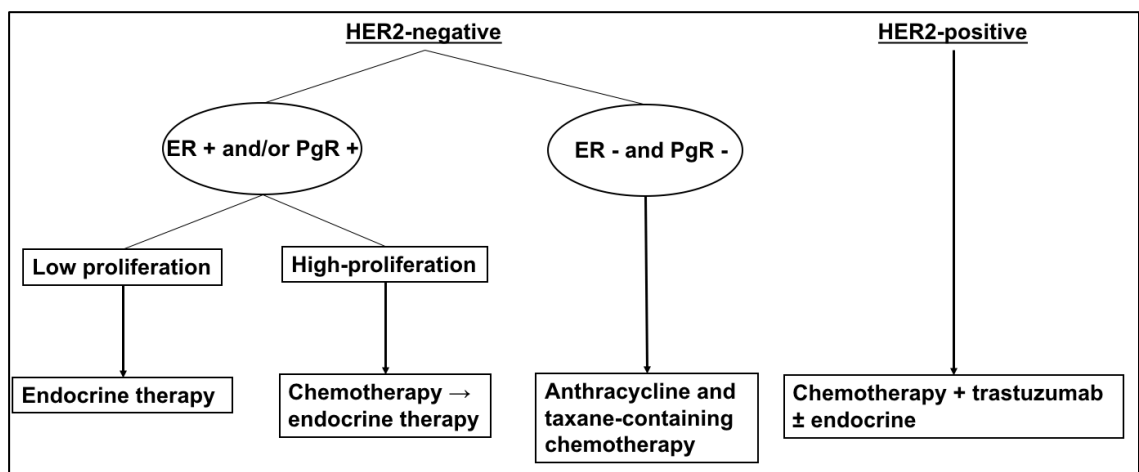 HER2-negative
HER2-positive
ER + and/or PgR +
ER - and PgR -
Low proliferation
High-proliferation
Endocrine therapy
Chemotherapy →
endocrine therapy
Anthracycline and
taxane-containing
chemotherapy
Chemotherapy + trastuzumab
± endocrine